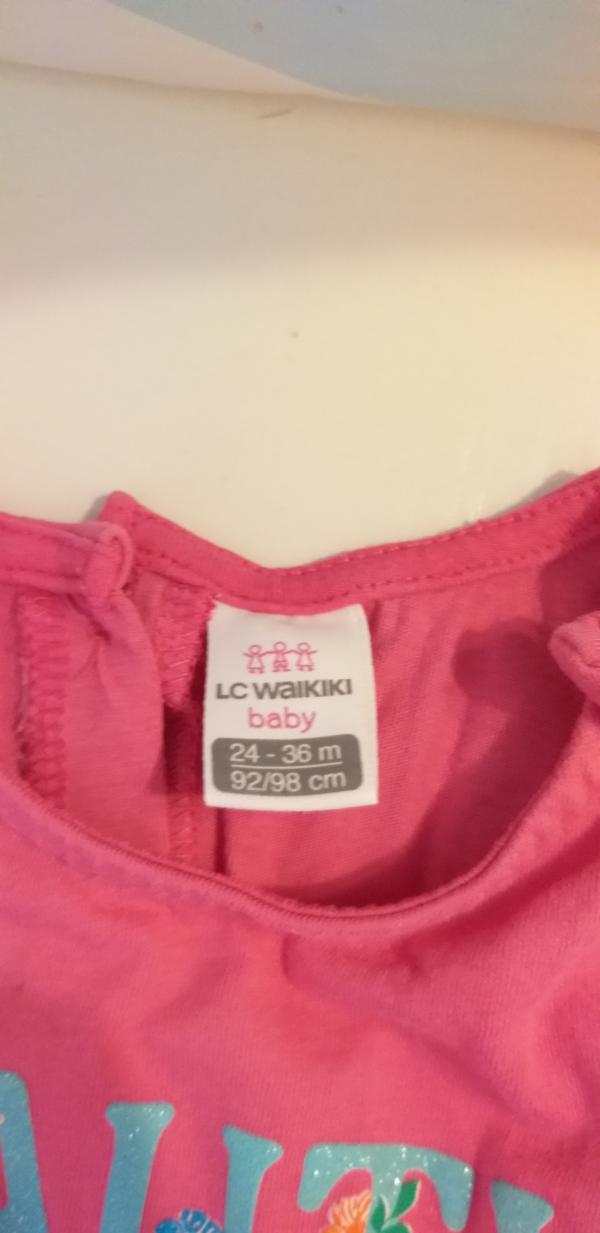 LC WAIKIKI
baby
24 - 36 m
92/98 cm